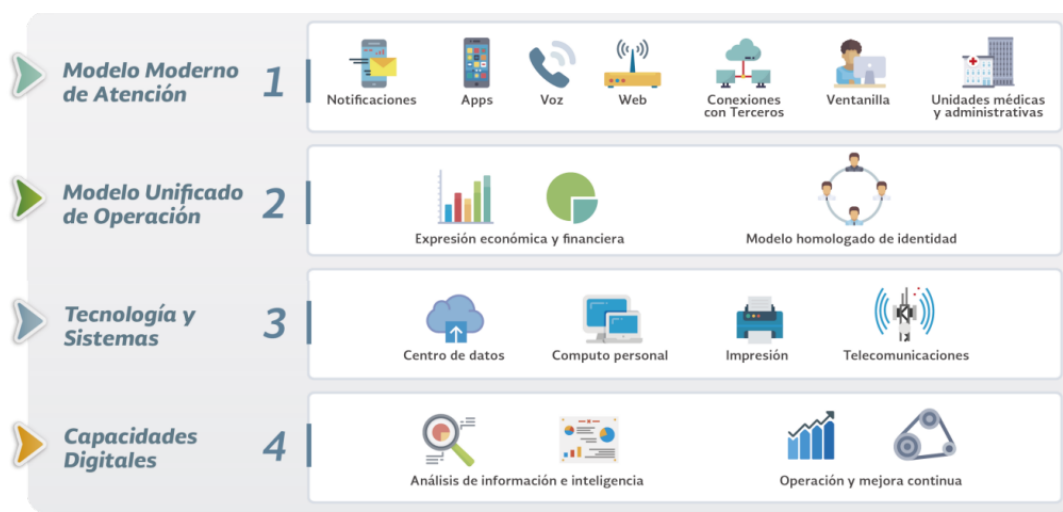 Modelo Moderno
de Atención
1
Notificaciones
Apps
Voz
Web
Conexiones
con Terceros
Ventanilla
Unidades médicas
y administrativas
Modelo Unificado
de Operación
2
Expresión económica y financiera
Modelo homologado de identidad
Tecnología y
Sistemas
3
Centro de datos
Computo personal
Impresión
Telecomunicaciones
Capacidades
Digitales
4
Análisis de información e inteligencia
Operación y mejora continua